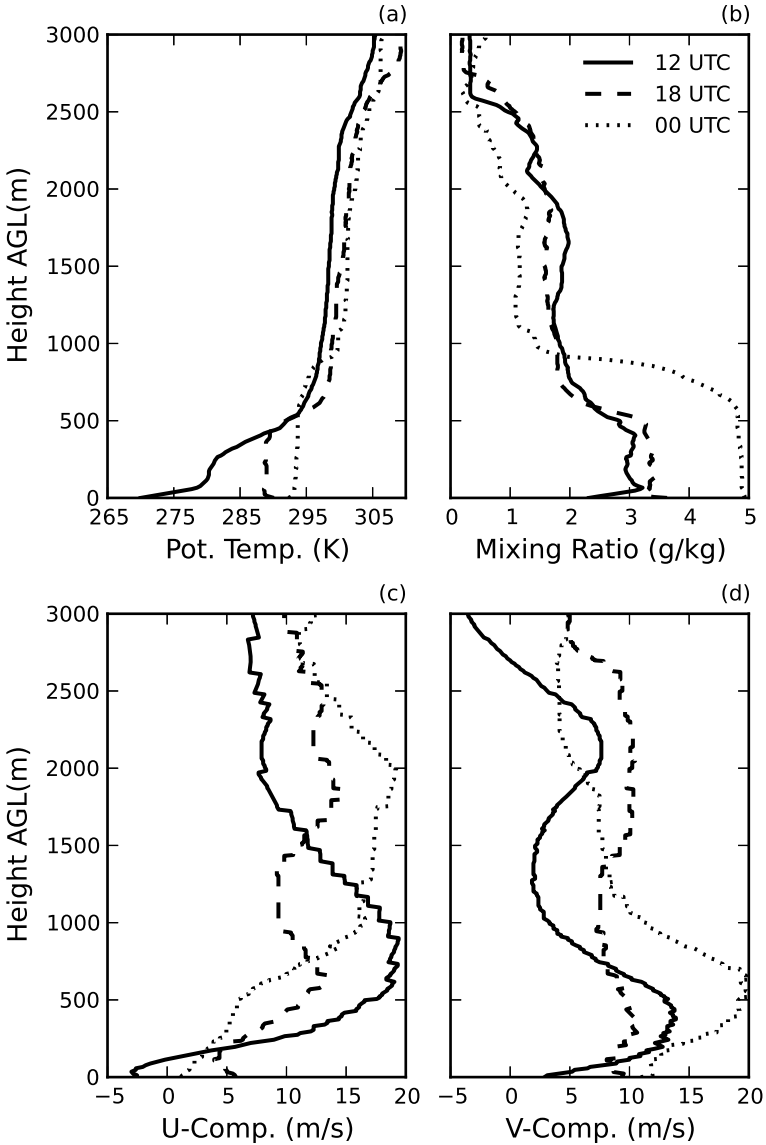 (a)
(b)
3000
2500
2000
1500
1000
500
0
Height AGL(m)
265 275 285 295 305
Pot. Temp. (K)
12 UTC
18 UTC
00 UTC
0 1 2 3 4 5
Mixing Ratio (g/kg)
(c)
(d)
3000
2500
2000
1500
1000
500
0
Height AGL(m)
−5 0 5 10 15 20
U-Comp. (m/s)
−5 0 5 10 15 20
V-Comp. (m/s)